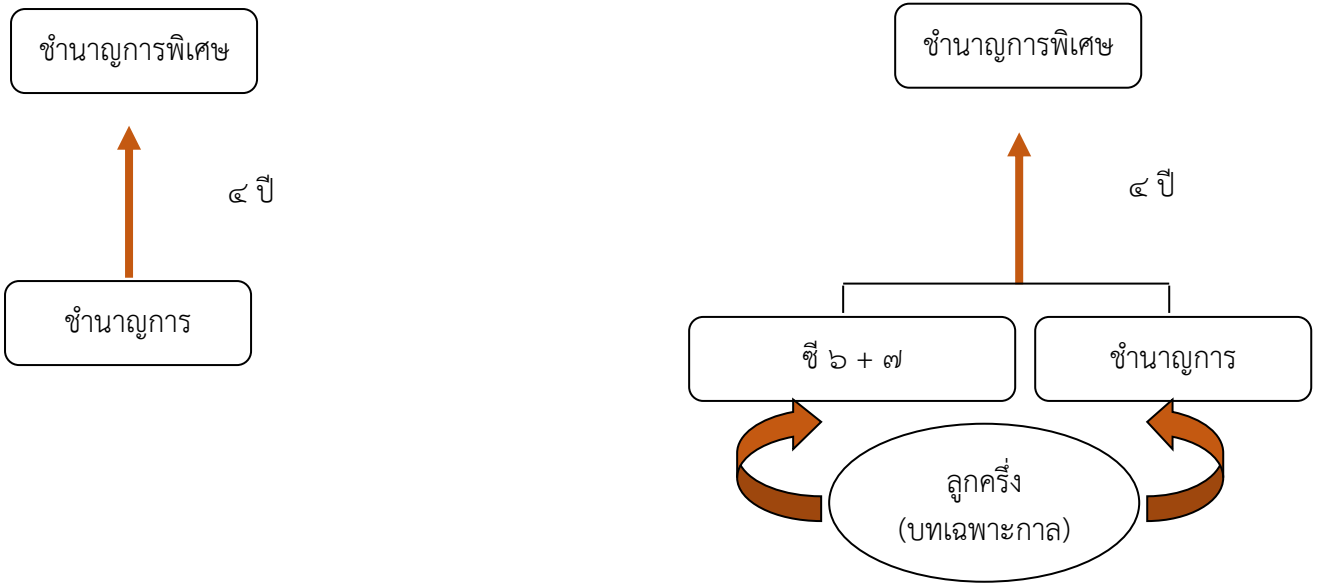 ชำนาญการพิเศษ
๔ ปี
ชำนาญการ
ชำนาญการพิเศษ
๔ ปี
ซี ๖ + ๗
ชำนาญการ
ลูกครึ่ง
(บทเฉพาะกาล)